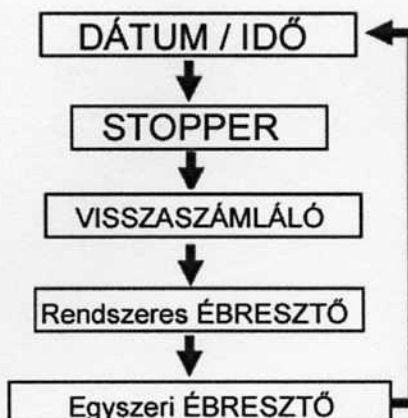 DÁTUM / IDŐ
STOPPER
VISSZASZÁMLÁLÓ
Rendszeres ÉBRESZTŐ
Egyszeri ÉBRESZTŐ